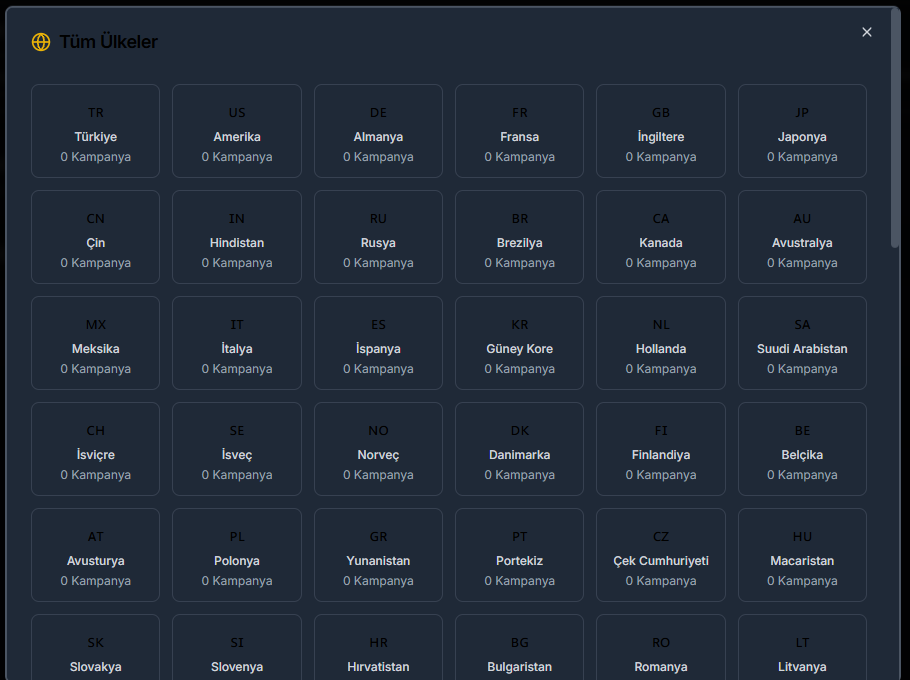 Tüm Ülkeler
TR US DE FR GB JP
Türkiye Amerika Almanya Fransa İngiltere Japonya
0 Kampanya 0 Kampanya 0 Kampanya 0 Kampanya 0 Kampanya 0 Kampanya
CN IN RU BR CA AU
Çin Hindistan Rusya Brezilya Kanada Avustralya
0 Kampanya 0 Kampanya 0 Kampanya 0 Kampanya 0 Kampanya 0 Kampanya
MX IT ES KR NL SA
Meksika İtalya İspanya Güney Kore Hollanda Suudi Arabistan
0 Kampanya 0 Kampanya 0 Kampanya 0 Kampanya 0 Kampanya 0 Kampanya
CH SE NO DK FI BE
İsviçre İsveç Norveç Danimarka Finlandiya Belçika
0 Kampanya 0 Kampanya 0 Kampanya 0 Kampanya 0 Kampanya 0 Kampanya
AT PL GR PT CZ HU
Avusturya Polonya Yunanistan Portekiz Çek Cumhuriyeti Macaristan
0 Kampanya 0 Kampanya 0 Kampanya 0 Kampanya 0 Kampanya 0 Kampanya
SK SI HR BG RO LT
Slovakya Slovenya Hırvatistan Bulgaristan Romanya Litvanya